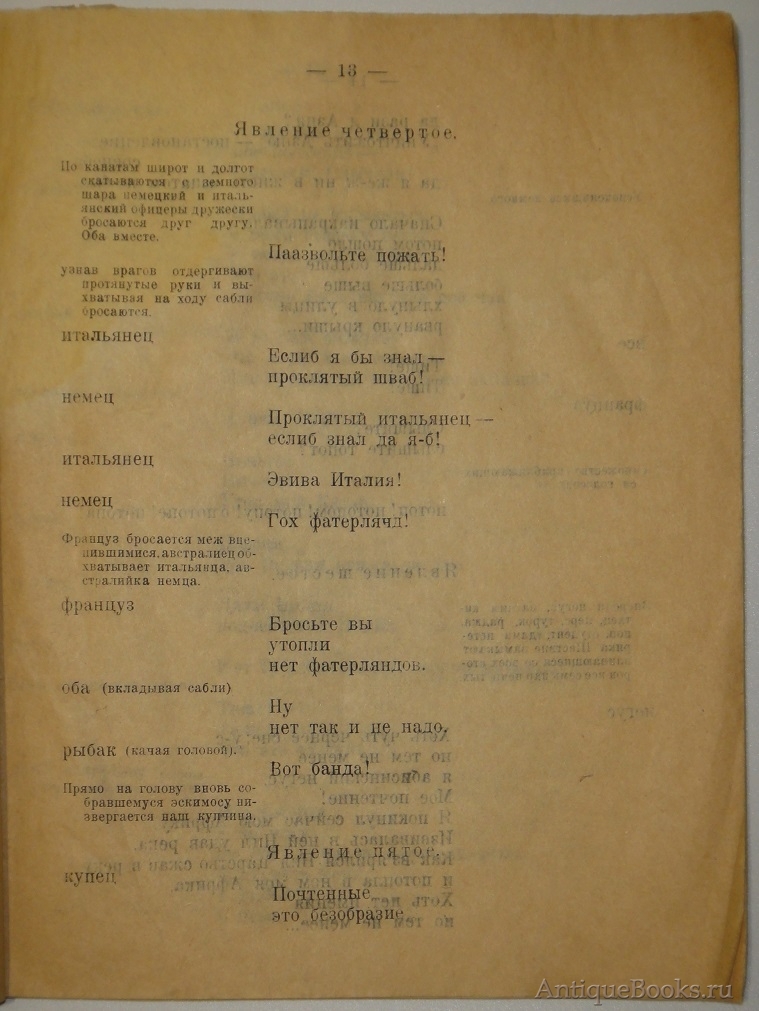 — 13 —
Явление четвертое.
По канатам широт и долгот
скатываются с земного
шара немецкий и италь-
янский офицеры дружески
бросаются друг другу.
Оба вместе.
Паазвольте пожать!
узнав врагов отдергивают
протянутые руки и вы-
хватывая на ходу сабли
бросаются.
итальянец
Еслиб я бы знал —
проклятый шваб!
немец
Проклятый итальянец —
еслиб знал да я-б!
итальянец
Эвива Италия!
немец
Гох фатерлянд!
Француз бросается меж вце-
пившимися, австралиец об-
хватывает итальянца, ав-
стралийка немца.
француз
Бросьте вы
утопли
нет фатерляндов.
оба (вкладывая сабли)
Ну
нет так и не надо.
рыбак (качая головой).
Вот банда!
Прямо на голову вновь со-
бравшемуся эскимосу ни-
звергается наш купчина.
Явление пятое.
купец
Почтенные
это безобразие
AntiqueBooks.ru